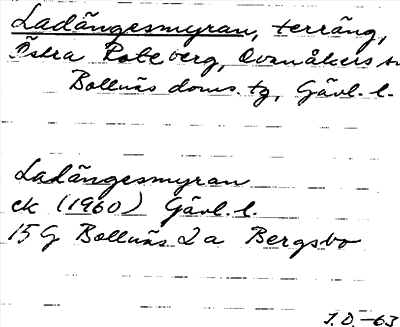 Ladängesmyran, terräng,
Östra Roteberg, Ovanåkers sn
Bollnäs doms. tg, Gävl. l.
Ladängesmyran
ek (1960) Gävl. l.
15 G Bollnäs 2 a Bergsbo
J.D. -63